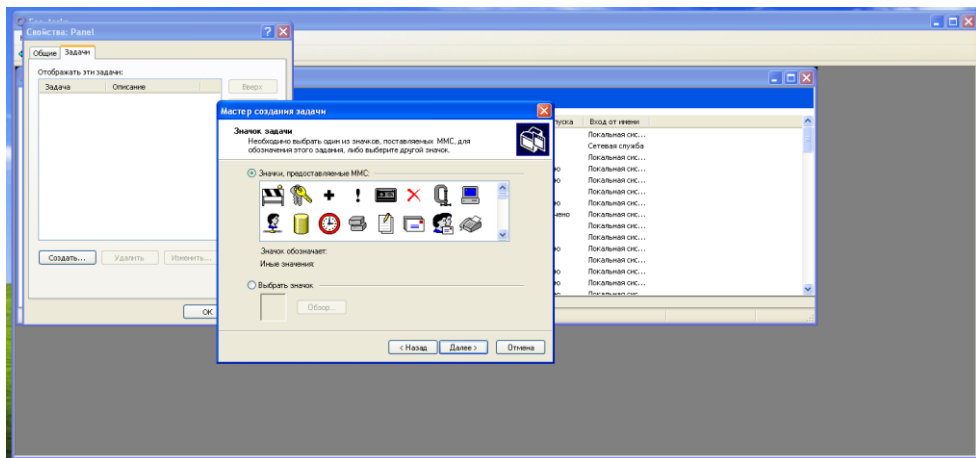 Свойства: Panel
Общие
Задачи
Отображать эти задачи:
Задача
Описание
Вверх
Создать...
Удалить
Изменить...
ОК
Мастер создания задачи
Значок задачи
Необходимо выбрать один из значков, поставляемых MMC, для
обозначения этого задания, либо выберите другой значок.
Значки, предоставляемые MMC:
Значок обозначает:
Иные значения:
Выбрать значок
Обзор...
< Назад
Далее >
Отмена
Вход от имени
Локальная сис...
Сетевая служба
Локальная сис...
Локальная сис...
Локальная сис...
Локальная сис...
Локальная сис...
Локальная сис...
Локальная сис...
Локальная сис...
Локальная сис...
Локальная сис...
Локальная сис...
Локальная сис...